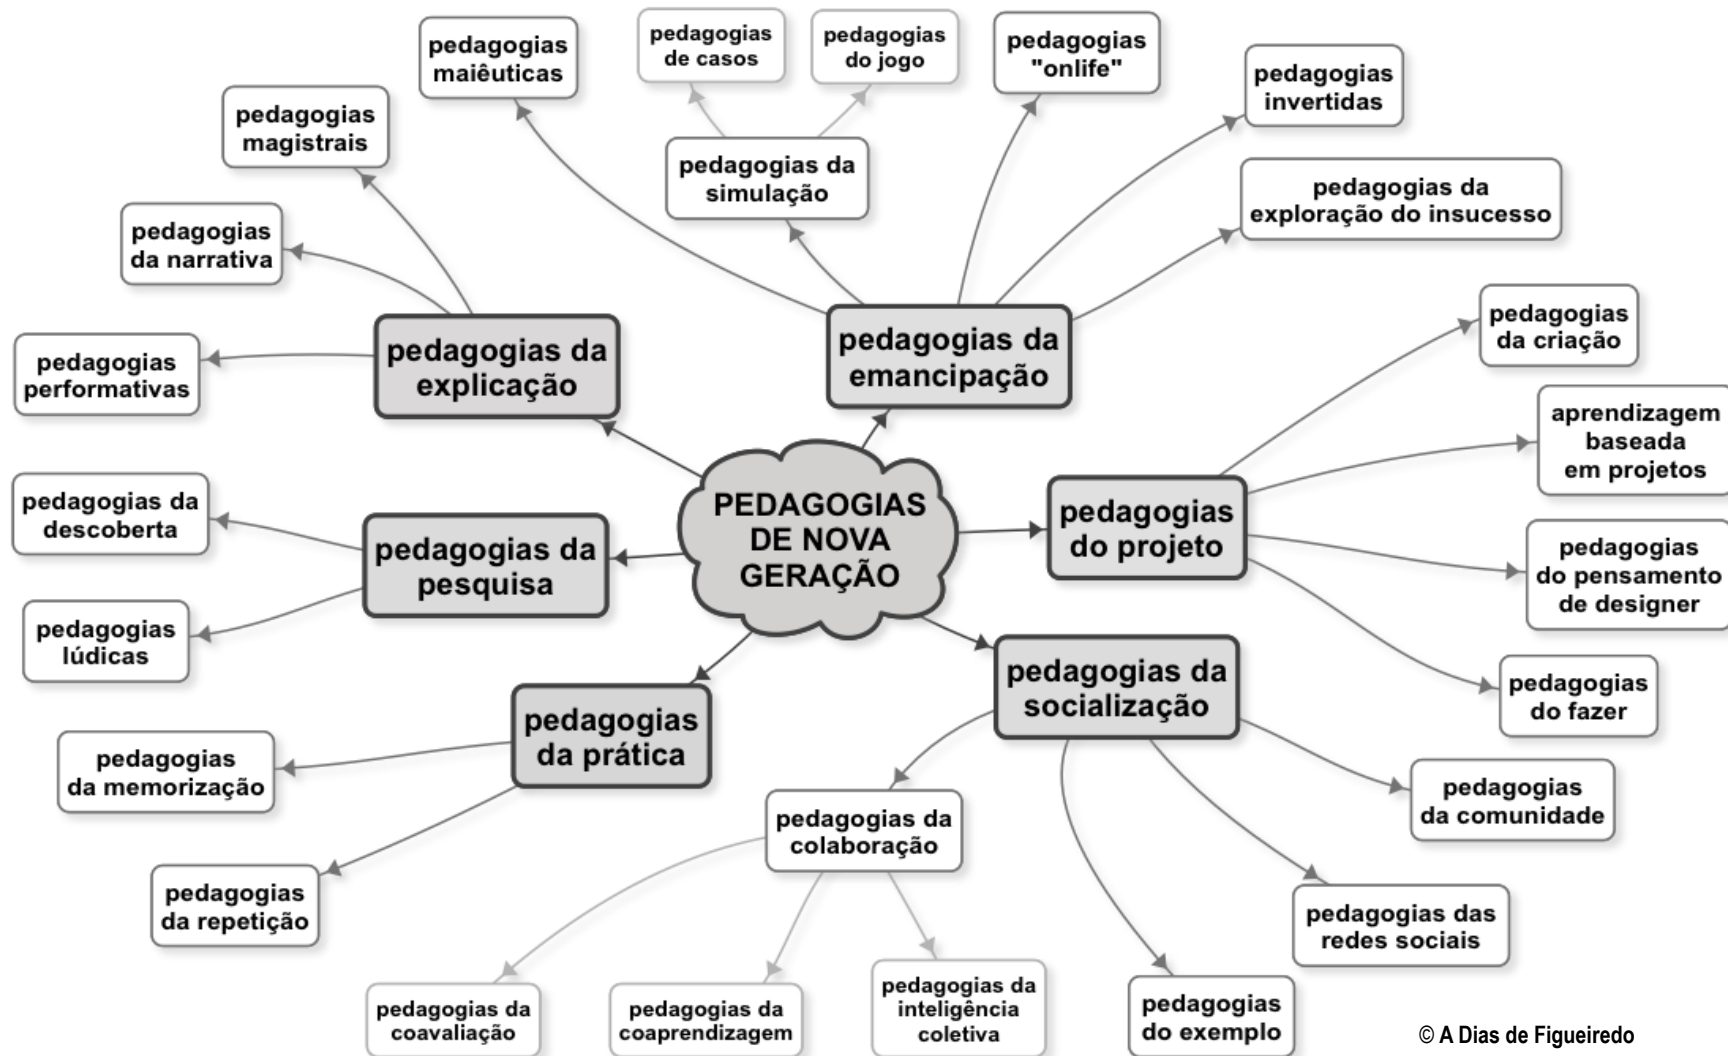 pedagogias
maiêuticas
pedagogias
de casos
pedagogias
do jogo
pedagogias
"onlife"
pedagogias
invertidas
pedagogias
magistrais
pedagogias da
simulação
pedagogias da
exploração do insucesso
pedagogias
da narrativa
pedagogias
performativas
pedagogias da
explicação
pedagogias da
emancipação
pedagogias
da criação
aprendizagem
baseada
em projetos
pedagogias da
descoberta
pedagogias da
pesquisa
PEDAGOGIAS
DE NOVA
GERAÇÃO
pedagogias
do projeto
pedagogias
do pensamento
de designer
pedagogias
lúdicas
pedagogias
da prática
pedagogias da
socialização
pedagogias
do fazer
pedagogias
da memorização
pedagogias da
colaboração
pedagogias
da comunidade
pedagogias
da repetição
pedagogias das
redes sociais
pedagogias da
coavaliação
pedagogias da
coaprendizagem
pedagogias da
inteligência
coletiva
pedagogias
do exemplo
© A Dias de Figueiredo